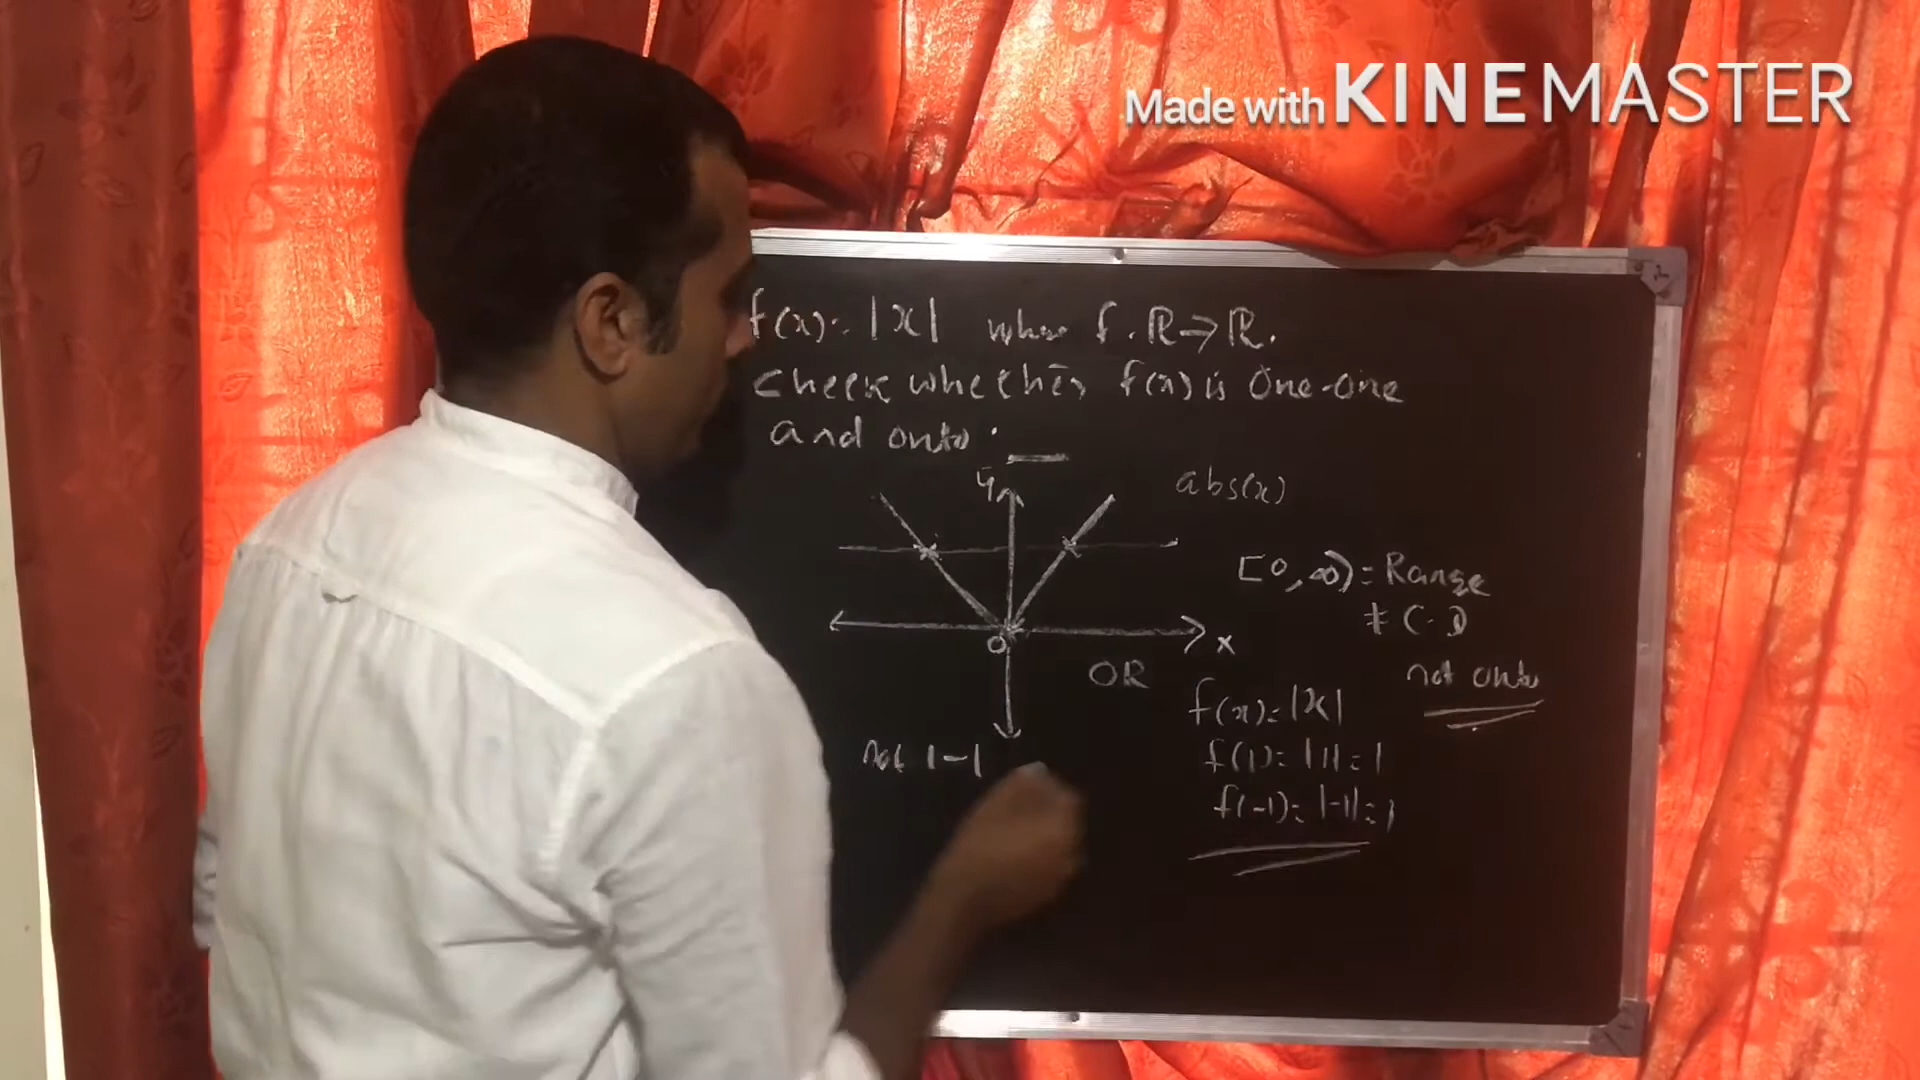 Made with KINEMASTER
f(x) = |x| where f : ℝ → ℝ.
Check whether f(x) is One-One
and onto.
y
abs(x)
[0, ∞) = Range
≠ C.D
0
x
OR
not onto
f(x) = |x|
not 1-1
f(1) = |1| = 1
f(-1) = |-1| = 1